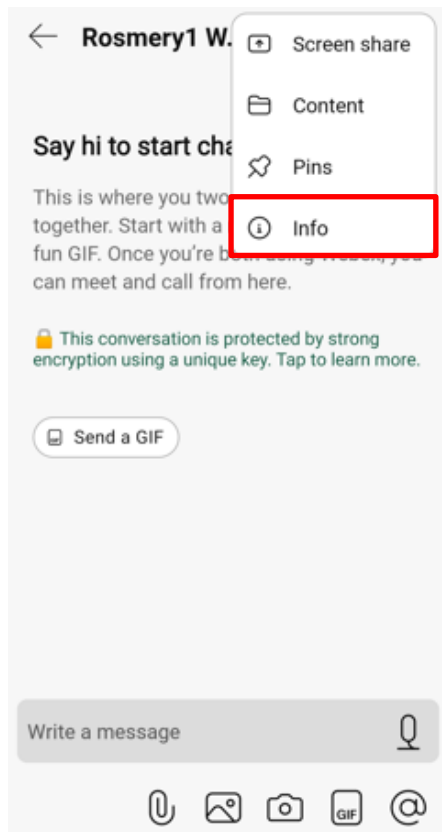 Rosmery1 W.
Screen share
Content
Pins
Info
Say hi to start cha
This is where you two
together. Start with a
fun GIF. Once you're both using Webex, you
can meet and call from here.
🔒 This conversation is protected by strong
encryption using a unique key. Tap to learn more.
Send a GIF
Write a message
GIF